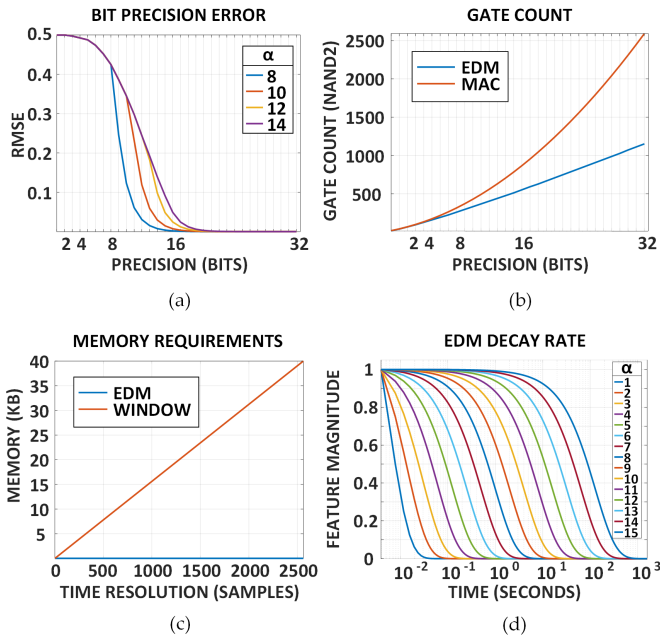 BIT PRECISION ERROR
0.5
0.4
0.3
0.2
0.1
RMSE
α
8
10
12
14
2 4 8 16 32
PRECISION (BITS)
(a)
GATE COUNT
2500
2000
1500
1000
500
GATE COUNT (NAND2)
EDM
MAC
2 4 8 16 32
PRECISION (BITS)
(b)
MEMORY REQUIREMENTS
40
35
30
25
20
15
10
5
MEMORY (KB)
EDM
WINDOW
0 500 1000 1500 2000 2500
TIME RESOLUTION (SAMPLES)
(c)
EDM DECAY RATE
1
0.8
0.6
0.4
0.2
0
FEATURE MAGNITUDE
α
1
2
3
4
5
6
7
8
9
10
11
12
13
14
15
10-2 10-1 100 101 102 103
TIME (SECONDS)
(d)